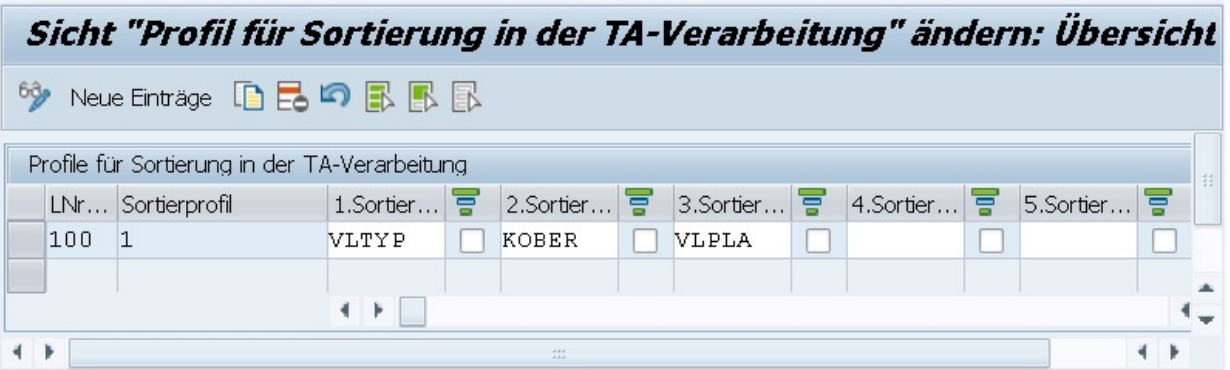 Sicht "Profil für Sortierung in der TA-Verarbeitung" ändern: Übersicht
Neue Einträge
Profile für Sortierung in der TA-Verarbeitung
LNr... Sortierprofil 1.Sortier... 2.Sortier... 3.Sortier... 4.Sortier... 5.Sortier...
100 1 VLTYP KOBER VLPLA